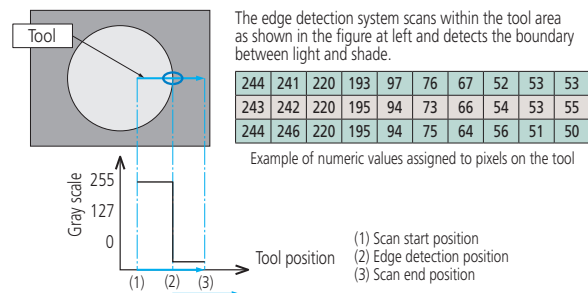 Tool
The edge detection system scans within the tool area
as shown in the figure at left and detects the boundary
between light and shade.
244 241 220 193 97 76 67 52 53 53
243 242 220 195 94 73 66 54 53 55
244 246 220 195 94 75 64 56 51 50
Example of numeric values assigned to pixels on the tool
Gray scale
255
127
0
Tool position
(1) (2) (3)
(1) Scan start position
(2) Edge detection position
(3) Scan end position